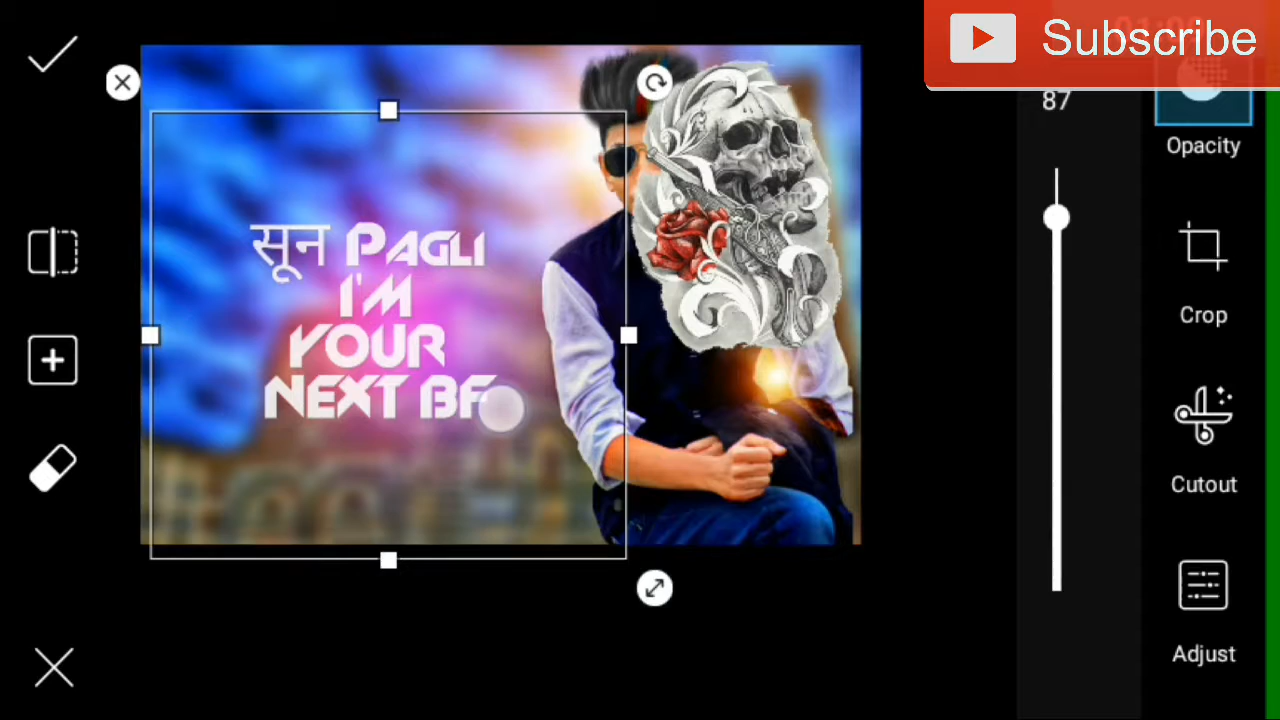 Subscribe
87
Opacity
Crop
Cutout
Adjust
सून PAGLI
I'M
YOUR
NEXT BF